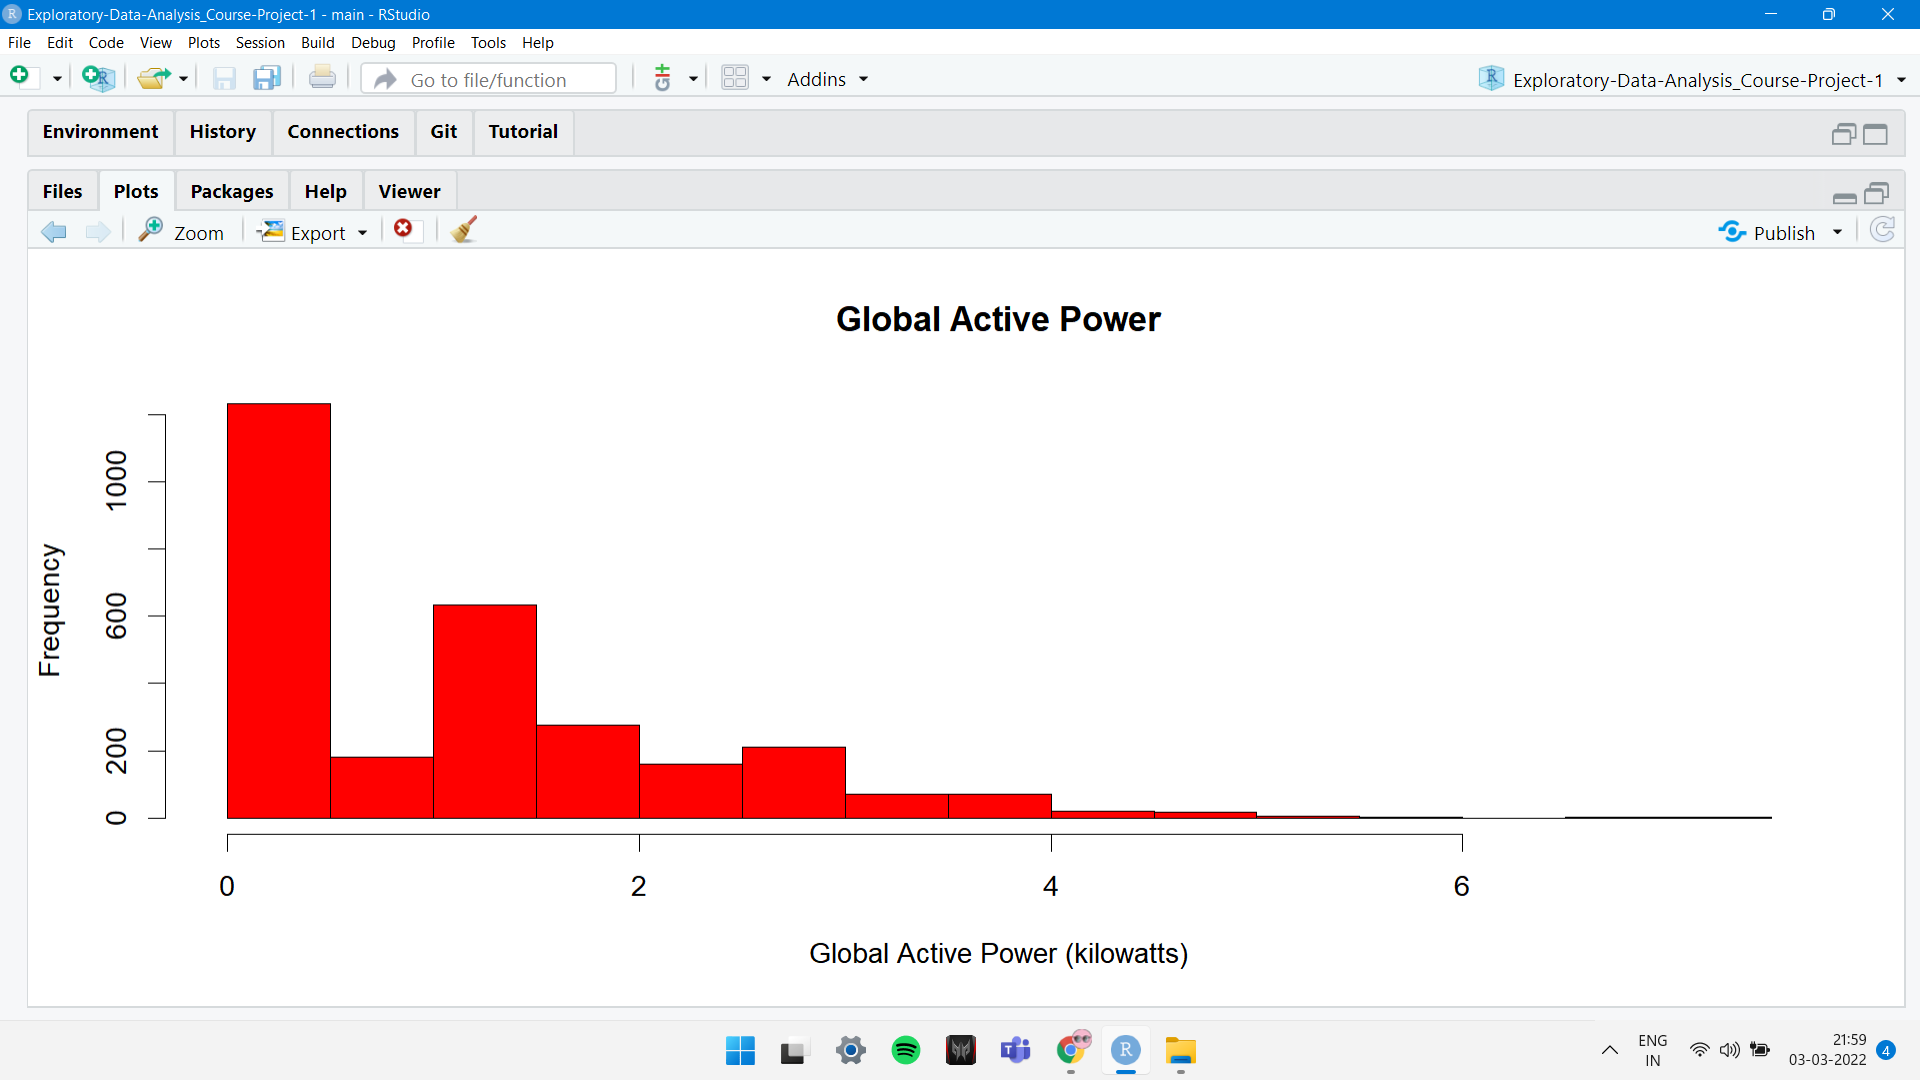 Exploratory-Data-Analysis_Course-Project-1 - main - RStudio
File Edit Code View Plots Session Build Debug Profile Tools Help
Go to file/function Addins Exploratory-Data-Analysis_Course-Project-1
Environment History Connections Git Tutorial
Files Plots Packages Help Viewer
Zoom Export Publish
Global Active Power
1000
600
200
0
Frequency
0 2 4 6
Global Active Power (kilowatts)
ENG
IN
21:59
03-03-2022
4